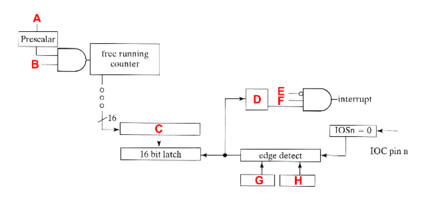 A
Prescalar
B
free running
counter
16
C
16 bit latch
D
E
F
interrupt
IOSn = 0
IOC pin n
edge detect
G
H